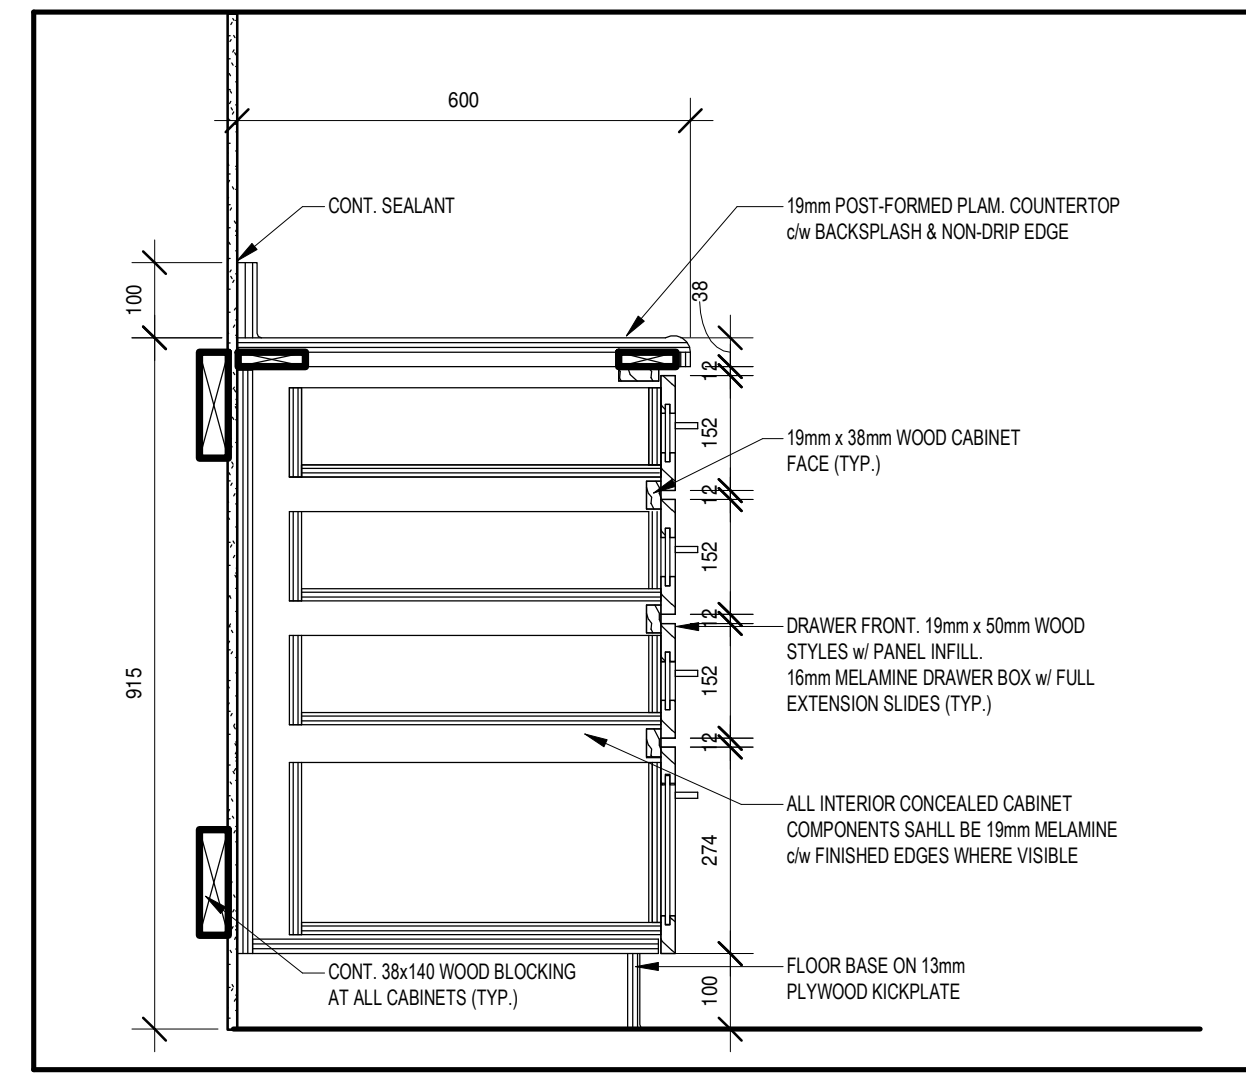 600
CONT. SEALANT
19mm POST-FORMED PLAM. COUNTERTOP
c/w BACKSPLASH & NON-DRIP EDGE
100
38
12
152
19mm x 38mm WOOD CABINET
FACE (TYP.)
12
152
12
DRAWER FRONT. 19mm x 50mm WOOD
STYLES w/ PANEL INFILL.
16mm MELAMINE DRAWER BOX w/ FULL
EXTENSION SLIDES (TYP.)
915
152
12
ALL INTERIOR CONCEALED CABINET
COMPONENTS SAHLL BE 19mm MELAMINE
c/w FINISHED EDGES WHERE VISIBLE
274
CONT. 38x140 WOOD BLOCKING
AT ALL CABINETS (TYP.)
FLOOR BASE ON 13mm
PLYWOOD KICKPLATE
100